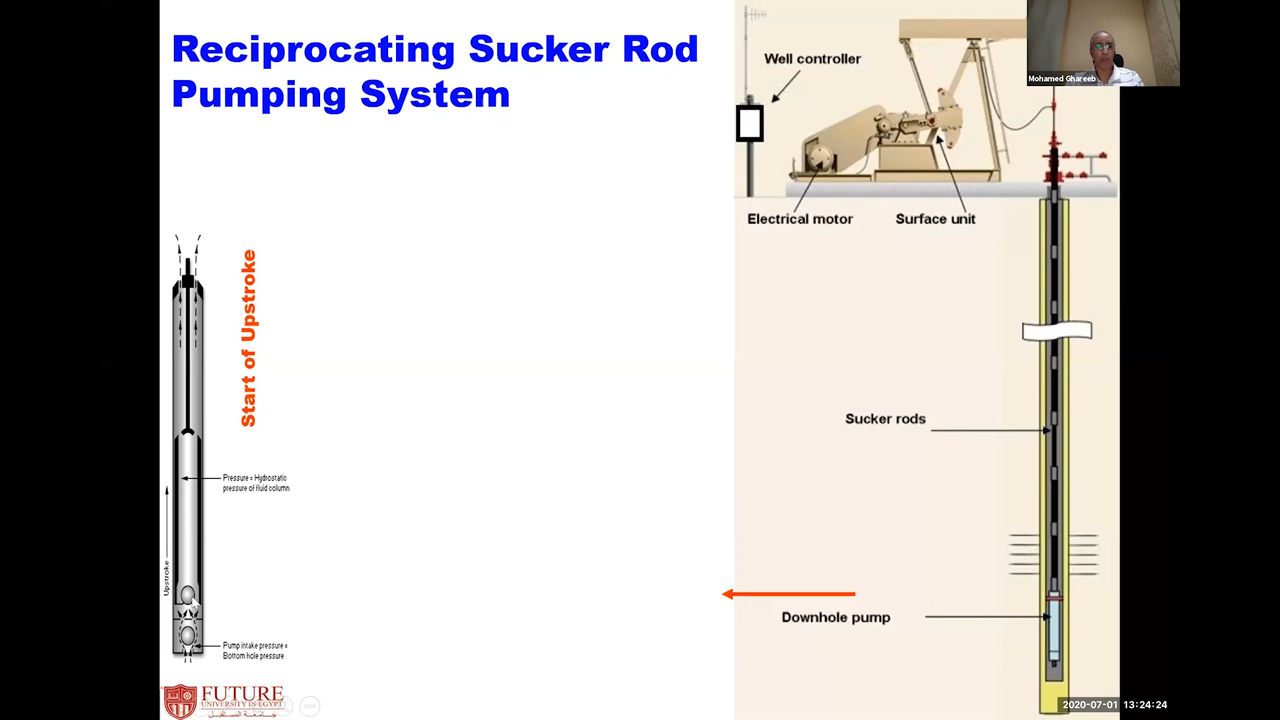 Reciprocating Sucker Rod
Pumping System
Well controller
Mohamed Ghareeb
Electrical motor
Surface unit
Start of Upstroke
Sucker rods
Pressure = Hydrostatic
pressure of fluid column
Upstroke
Downhole pump
Pump intake pressure =
Bottom hole pressure
FUTURE
UNIVERSITY IN EGYPT
جامعة المستقبل
2020-07-01 13:24:24